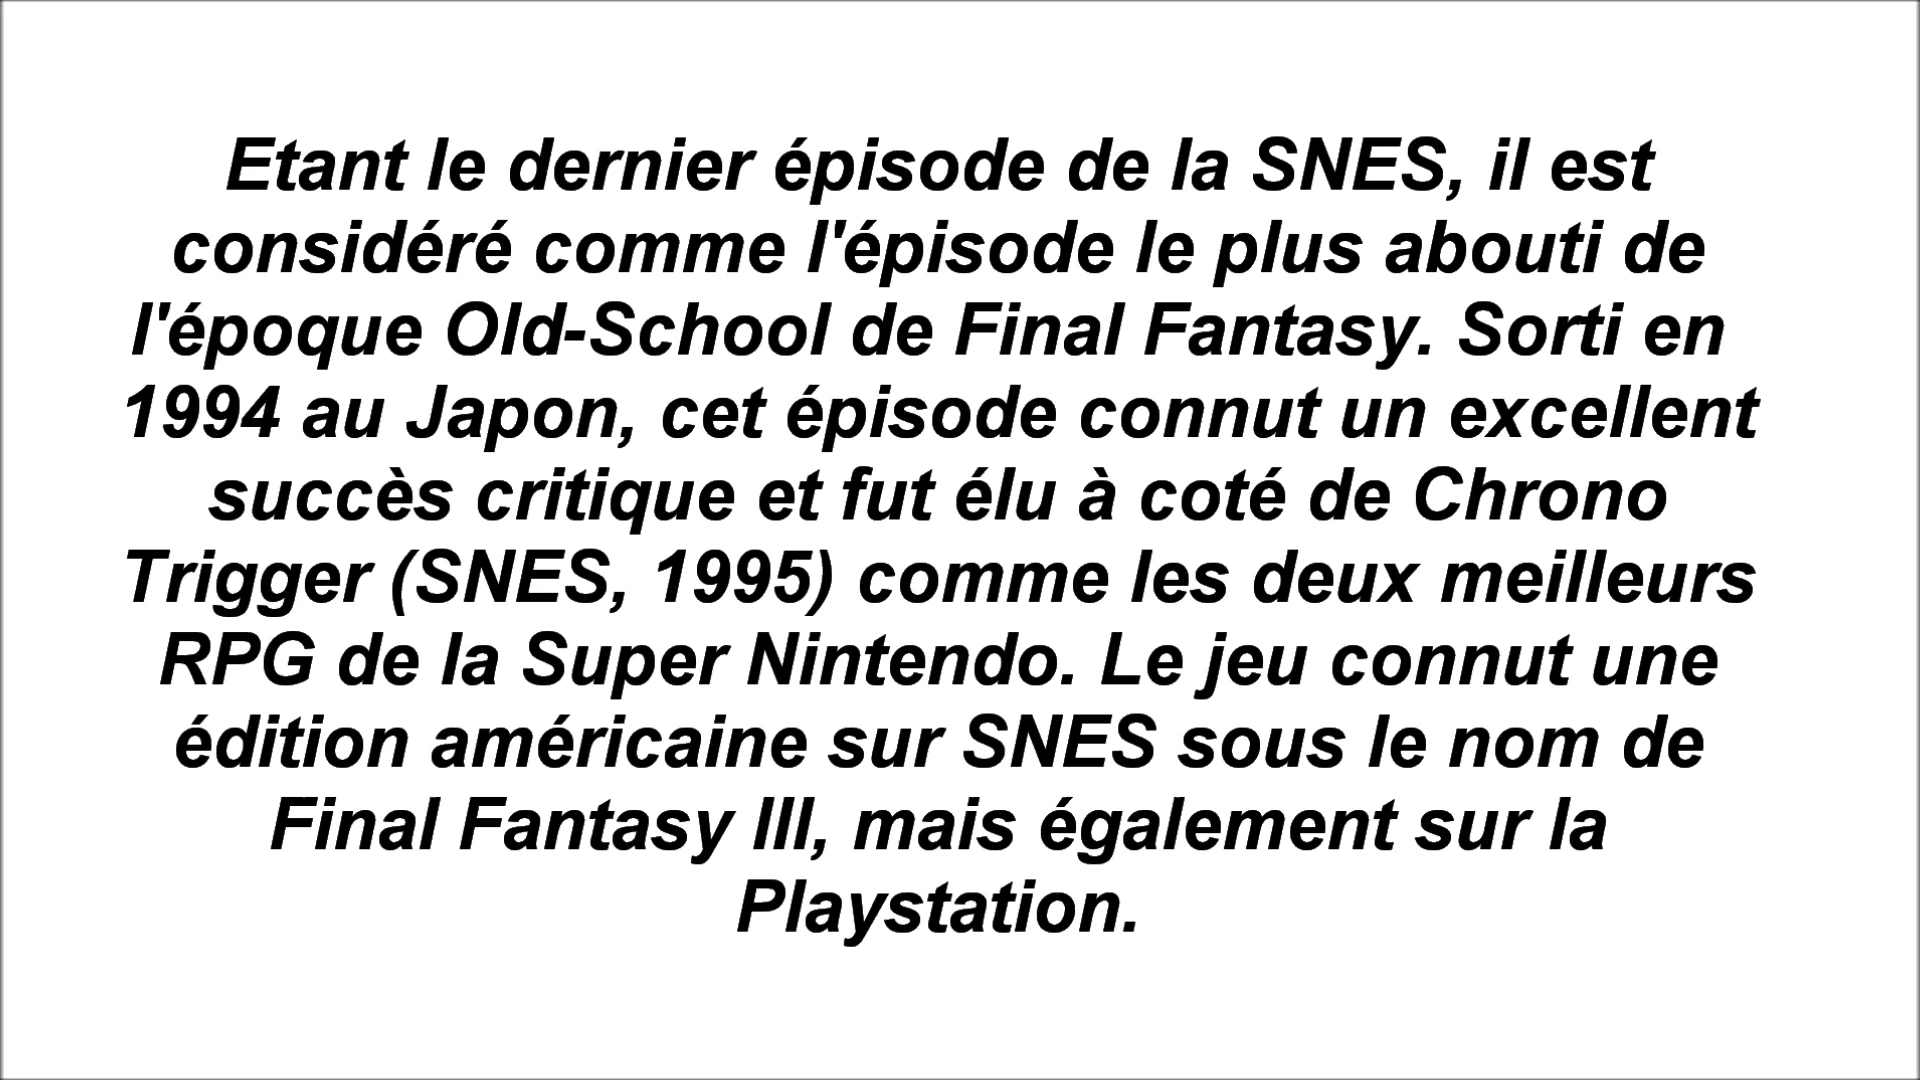 Etant le dernier épisode de la SNES, il est
considéré comme l'épisode le plus abouti de
l'époque Old-School de Final Fantasy. Sorti en
1994 au Japon, cet épisode connut un excellent
succès critique et fut élu à coté de Chrono
Trigger (SNES, 1995) comme les deux meilleurs
RPG de la Super Nintendo. Le jeu connut une
édition américaine sur SNES sous le nom de
Final Fantasy III, mais également sur la
Playstation.